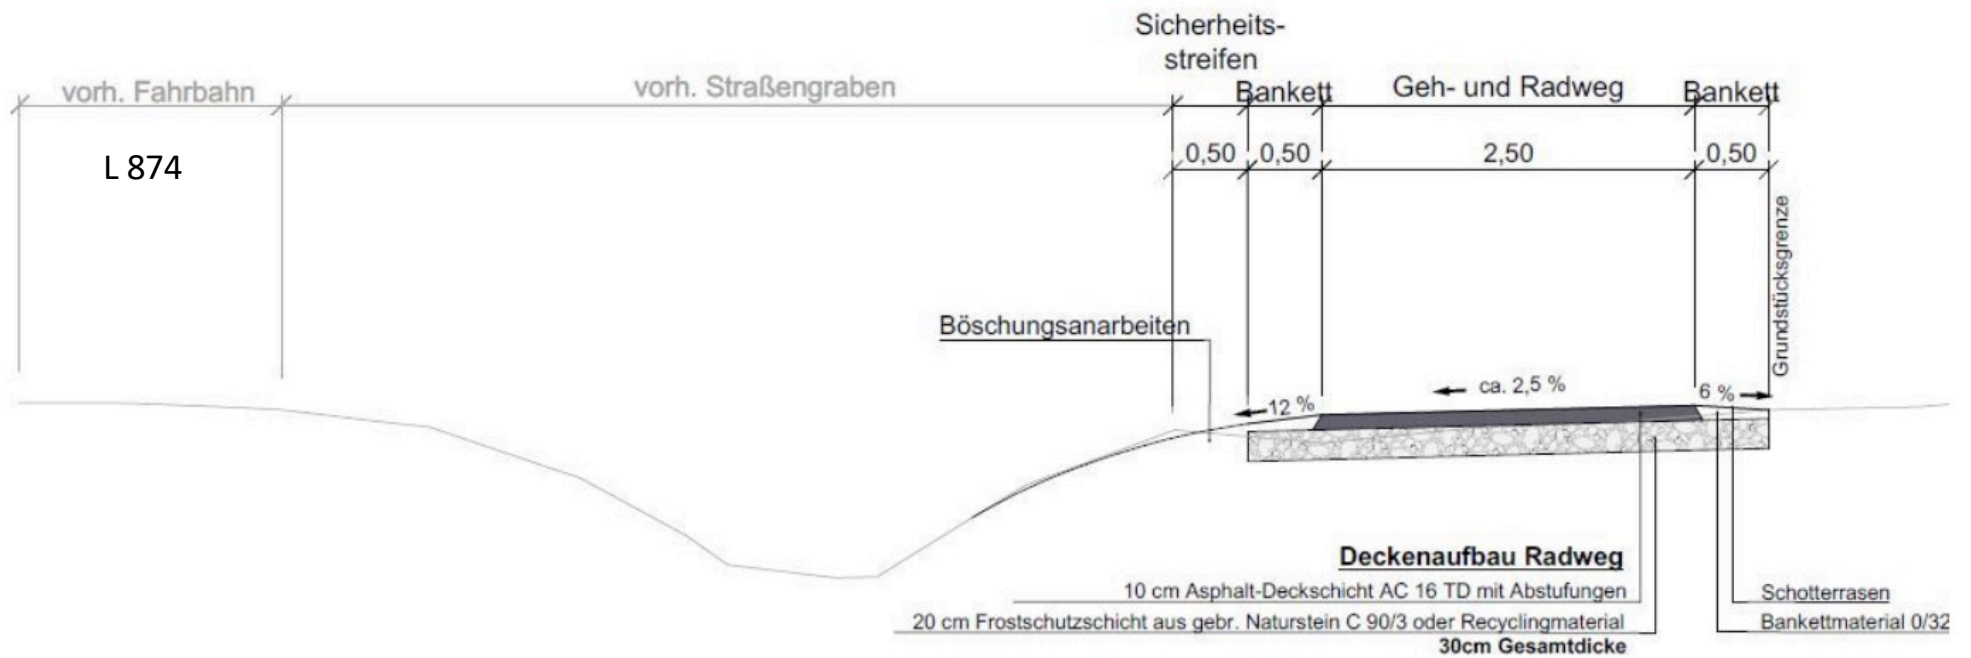 Sicherheits-
streifen
vorh. Fahrbahn
vorh. Straßengraben
Bankett
Geh- und Radweg
Bankett
L 874
0,50
0,50
2,50
0,50
Grundstücksgrenze
Böschungsanarbeiten
12 %
ca. 2,5 %
6 %
Deckenaufbau Radweg
10 cm Asphalt-Deckschicht AC 16 TD mit Abstufungen
20 cm Frostschutzschicht aus gebr. Naturstein C 90/3 oder Recyclingmaterial
30cm Gesamtdicke
Schotterrasen
Bankettmaterial 0/32